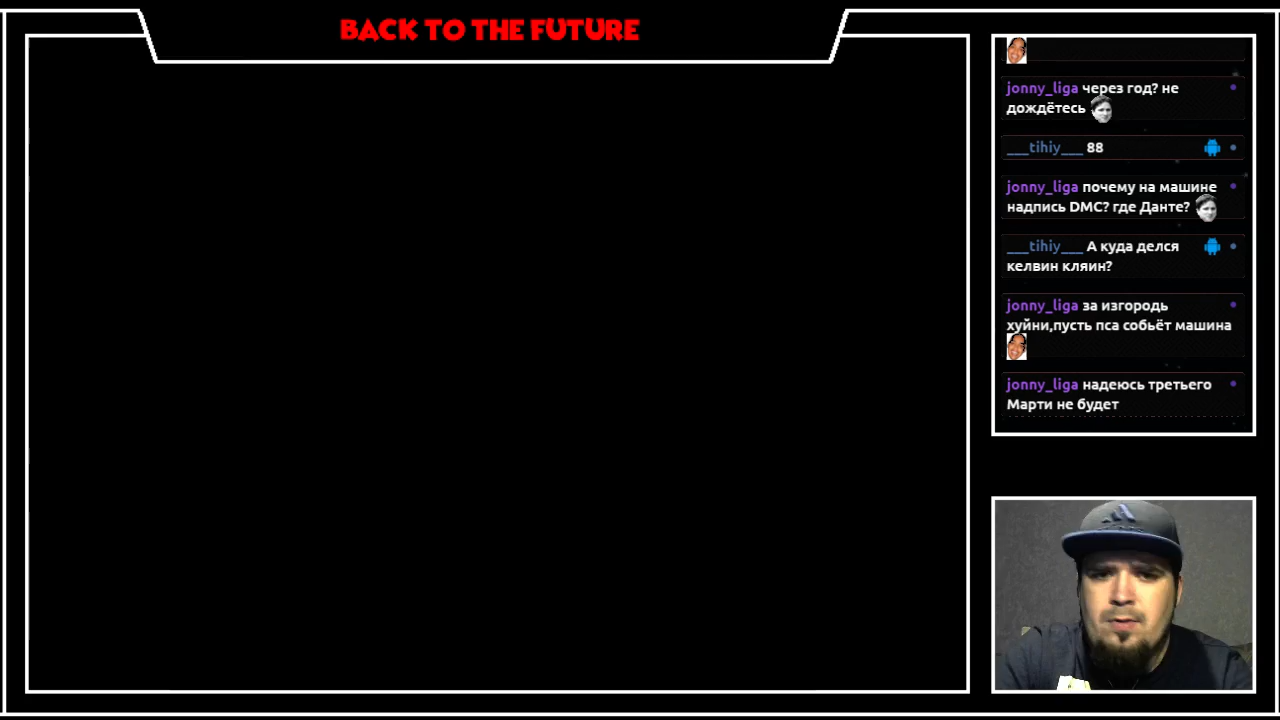 BACK TO THE FUTURE
jonny_liga через год? не
дождётесь
___tihiy___ 88
jonny_liga почему на машине
надпись DMC? где Данте?
___tihiy___ А куда делся
келвин кляин?
jonny_liga за изгородь
хуйни,пусть пса собьёт машина
jonny_liga надеюсь третьего
Марти не будет